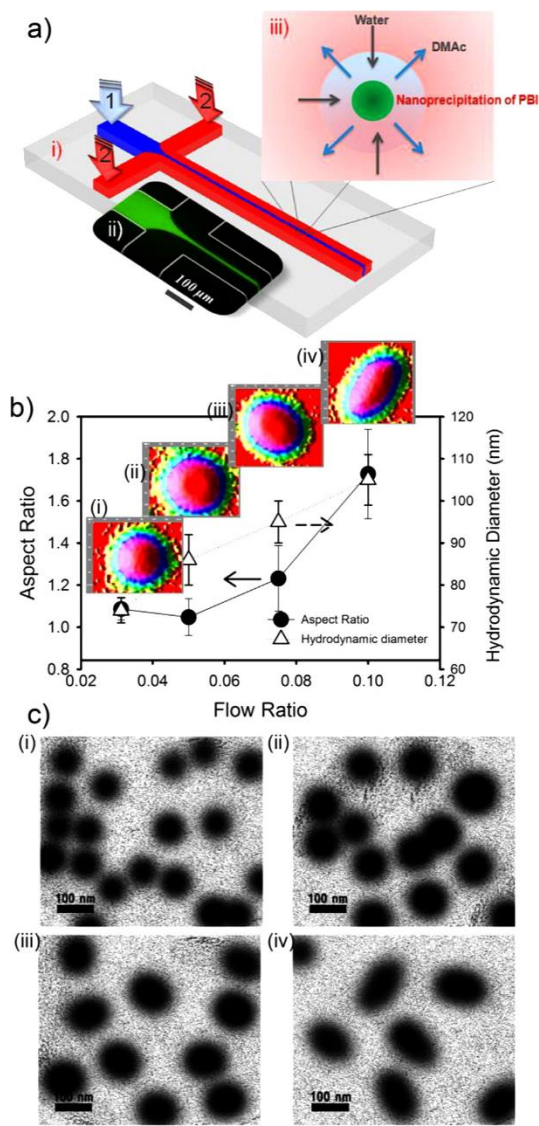 a)
iii)
Water
DMAc
Nanoprecipitation of PBI
1
2
i)
2
ii)
100 μm
b)
(iv)
(iii)
(ii)
(i)
2.0
1.8
1.6
1.4
1.2
1.0
0.8
Aspect Ratio
120
110
100
90
80
70
60
Hydrodynamic Diameter (nm)
Aspect Ratio
Hydrodynamic diameter
0.02 0.04 0.06 0.08 0.10 0.12
Flow Ratio
c)
(i)
(ii)
100 nm
100 nm
(iii)
(iv)
100 nm
100 nm